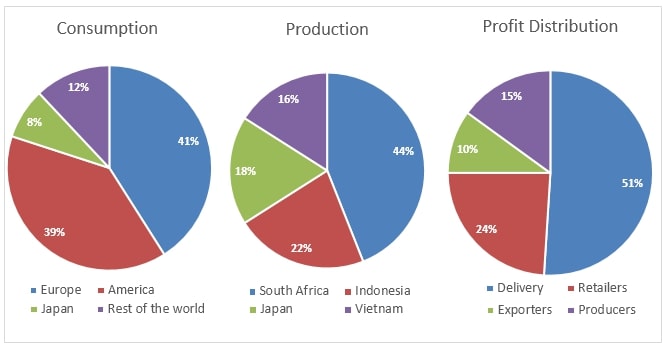 Consumption
12%
41%
8%
39%
Europe America
Japan Rest of the world
Production
16%
44%
18%
22%
South Africa Indonesia
Japan Vietnam
Profit Distribution
15%
10%
51%
24%
Delivery Retailers
Exporters Producers